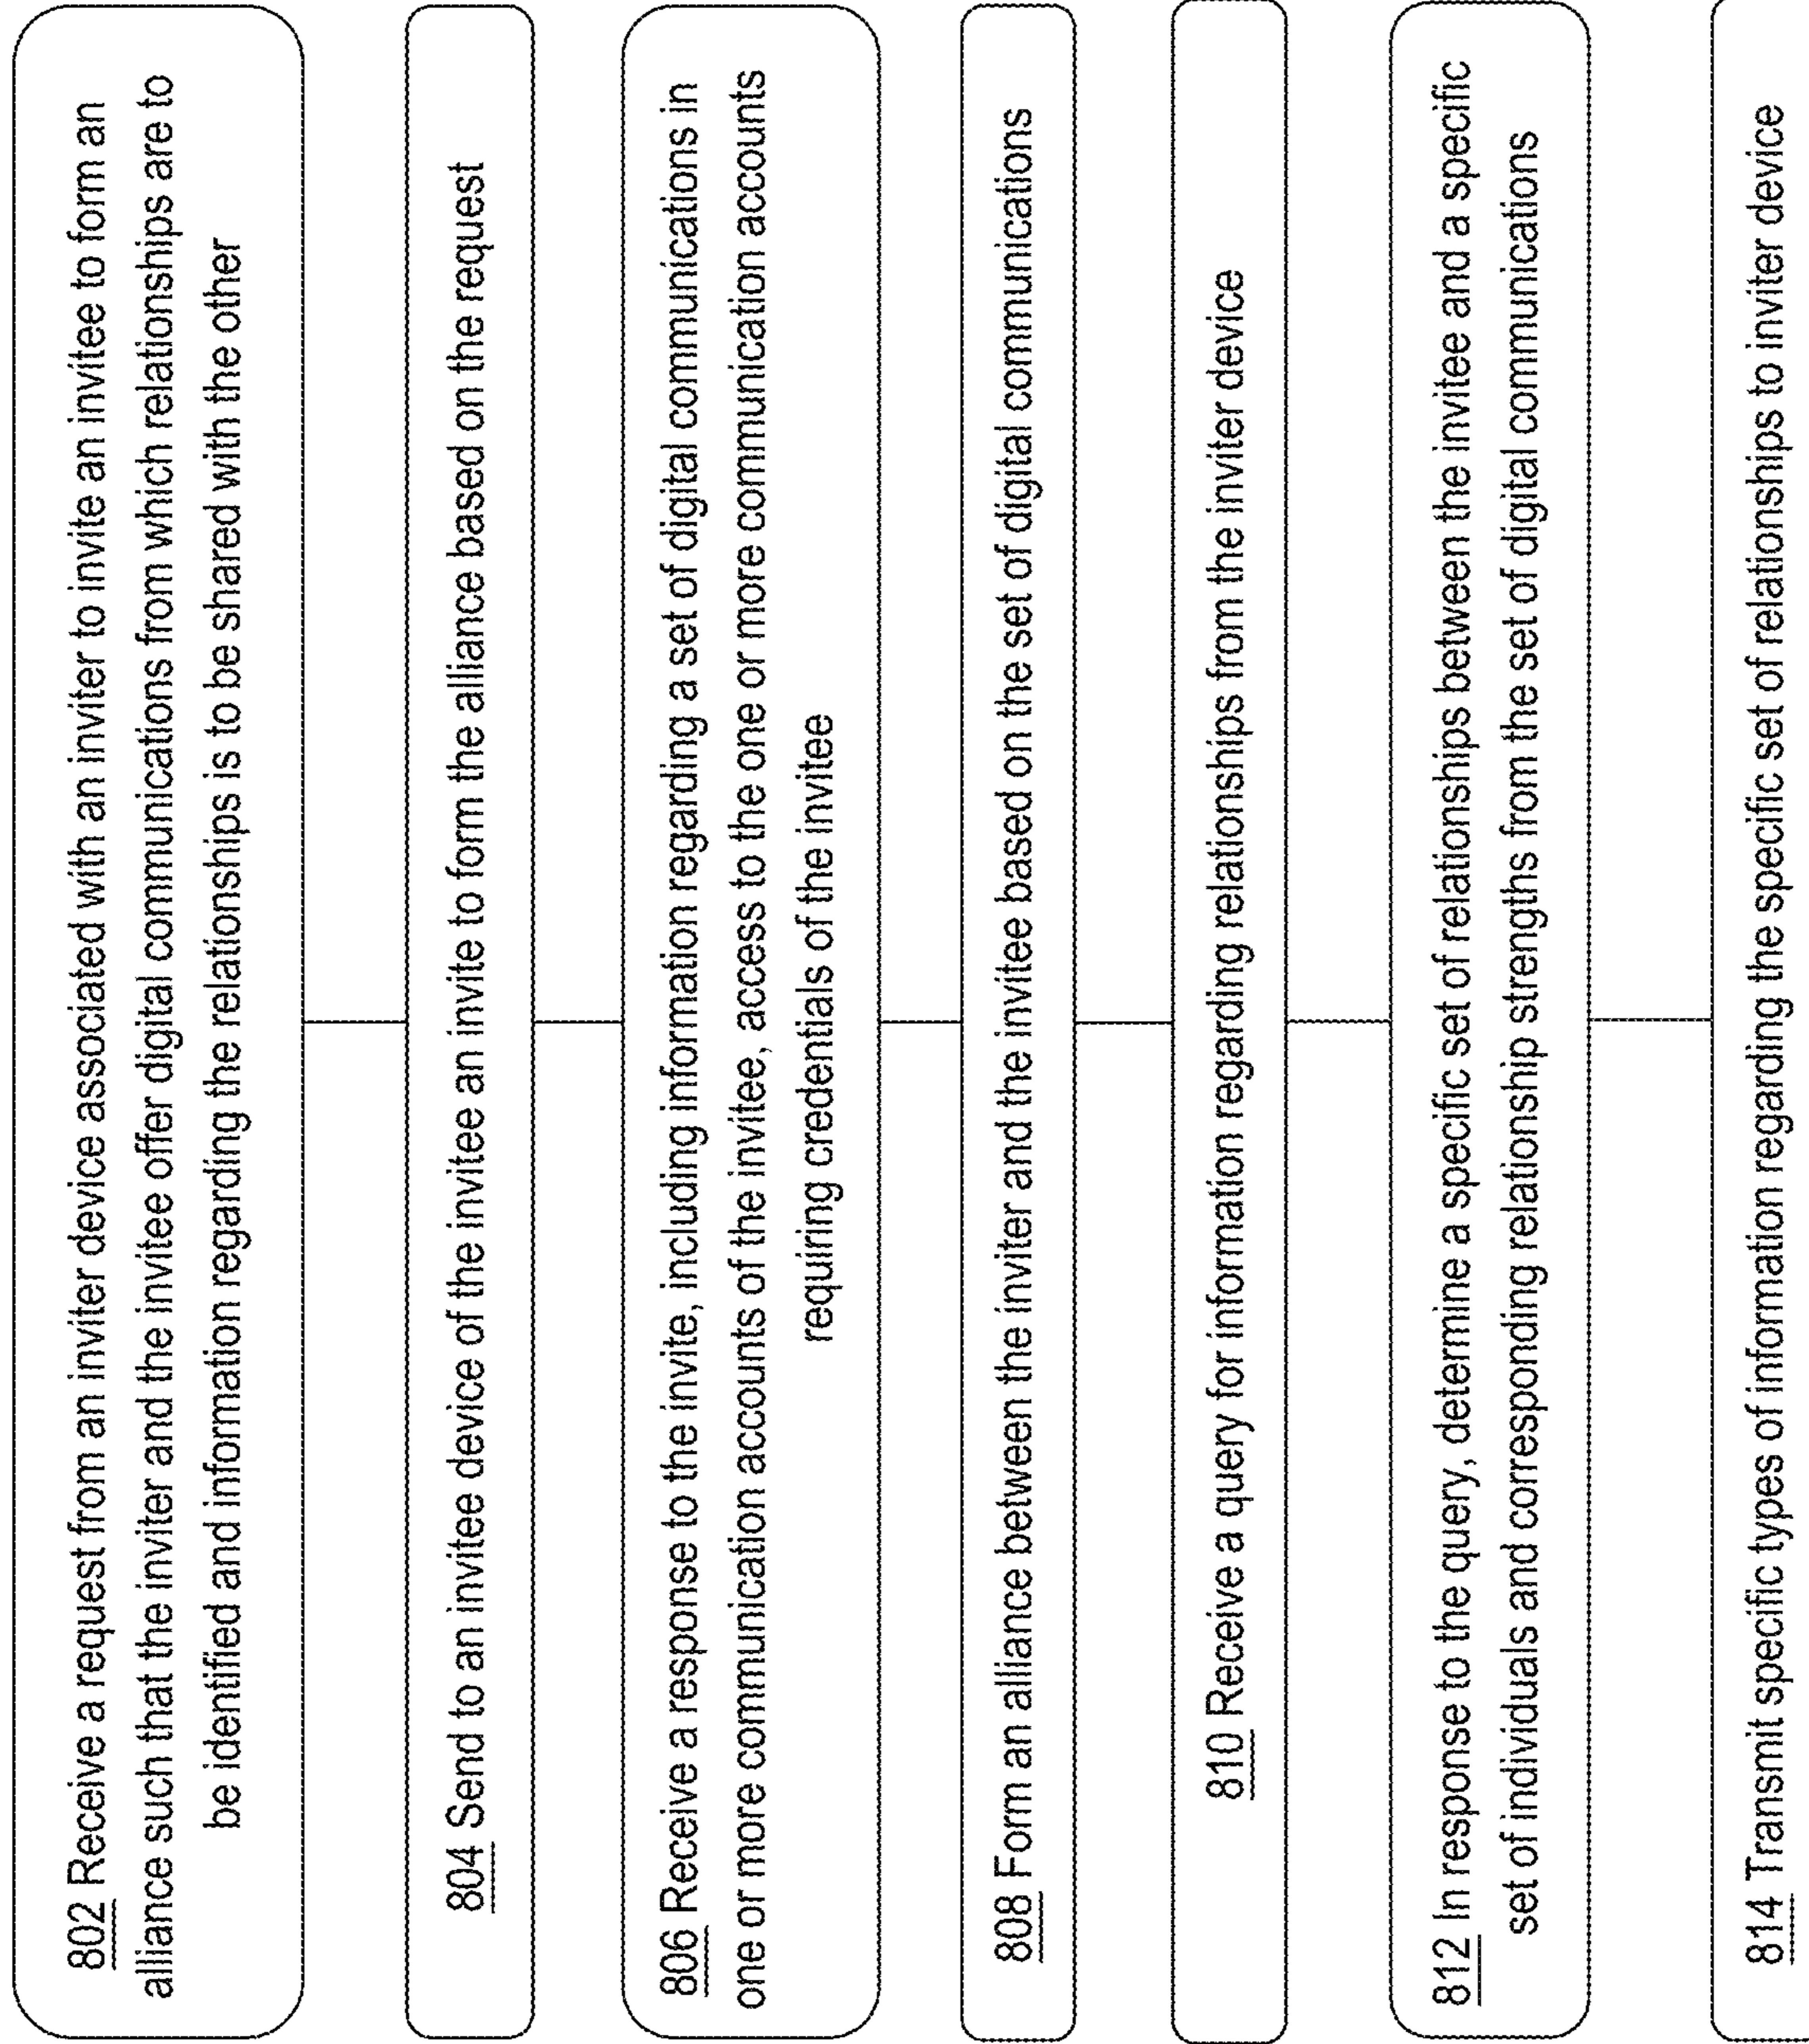 802 Receive a request from an inviter device associated with an inviter to invite an invitee to form an
alliance such that the inviter and the invitee offer digital communications from which relationships are to
be identified and information regarding the relationships is to be shared with the other
804 Send to an invitee device of the invitee an invite to form the alliance based on the request
806 Receive a response to the invite, including information regarding a set of digital communications in
one or more communication accounts of the invitee, access to the one or more communication accounts
requiring credentials of the invitee
808 Form an alliance between the inviter and the invitee based on the set of digital communications
810 Receive a query for information regarding relationships from the inviter device
812 In response to the query, determine a specific set of relationships between the invitee and a specific
set of individuals and corresponding relationship strengths from the set of digital communications
814 Transmit specific types of information regarding the specific set of relationships to inviter device